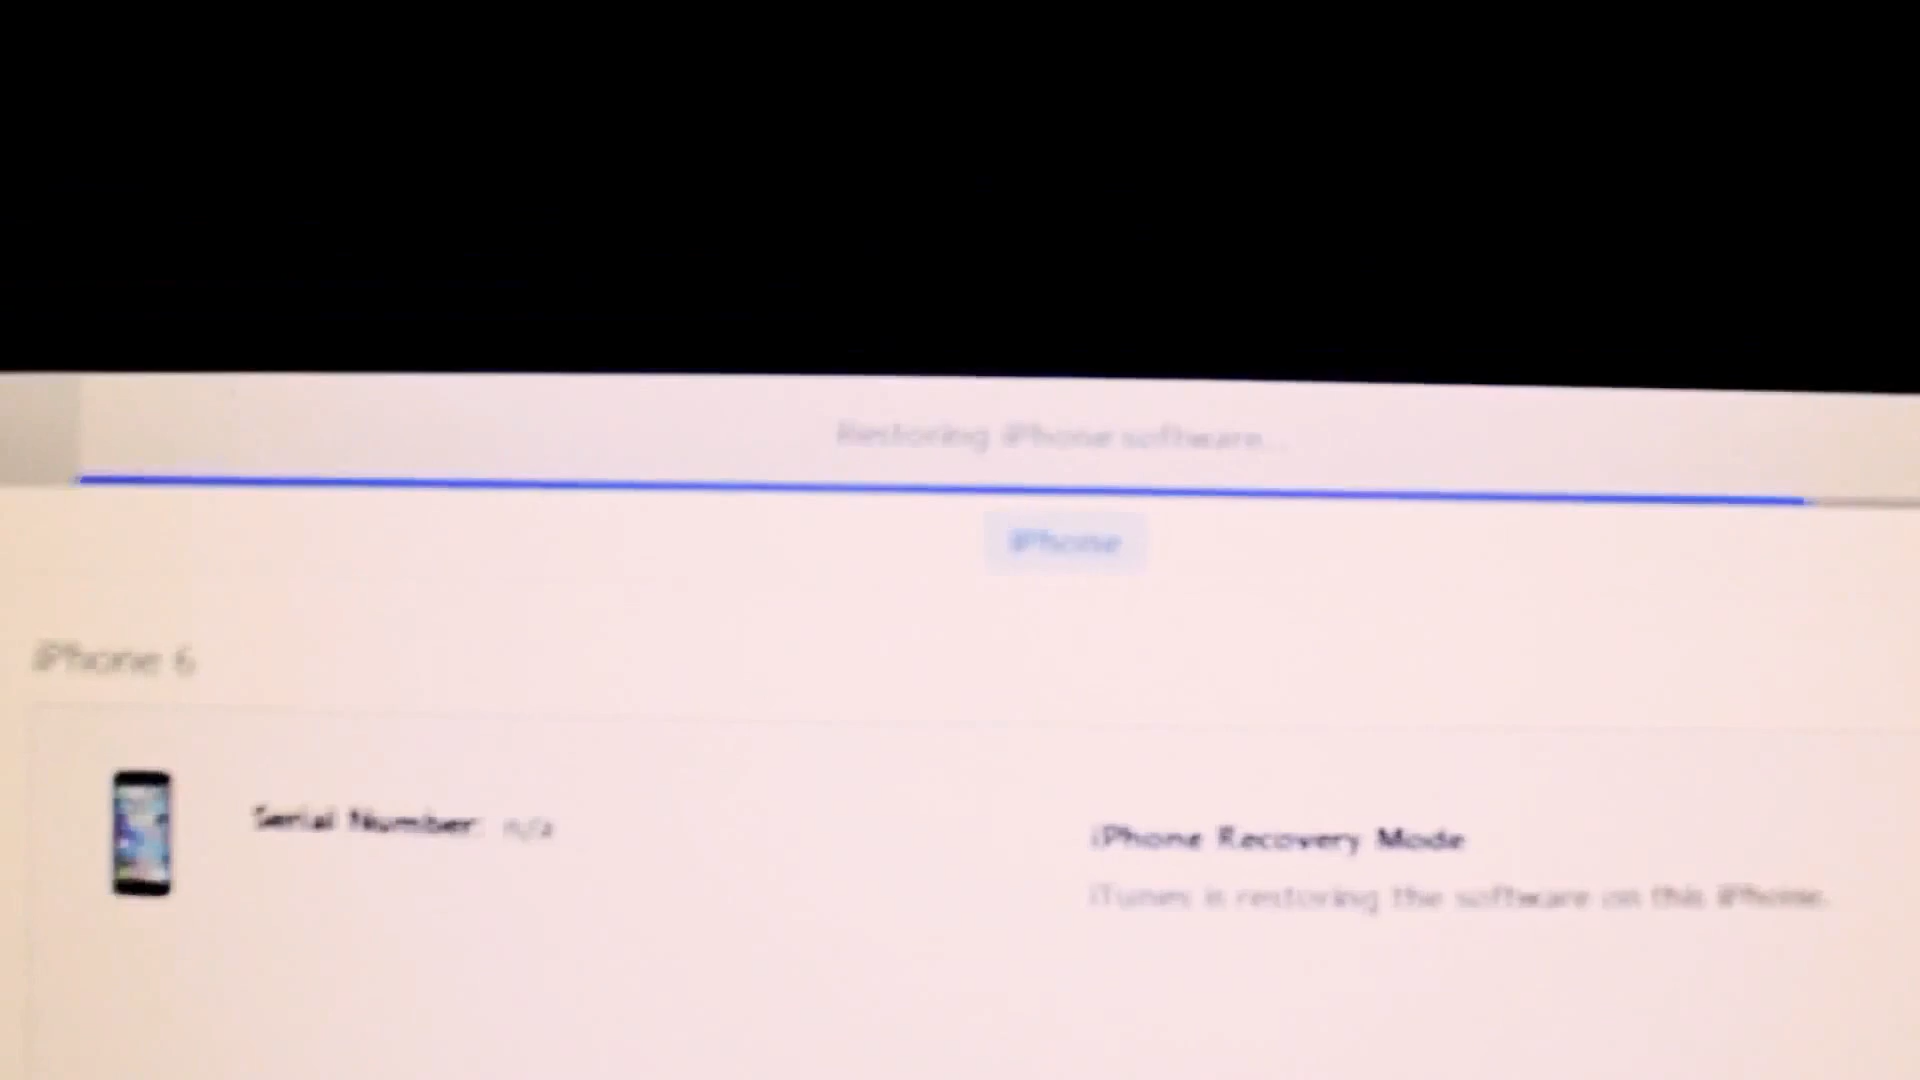 Restoring iPhone software...
iPhone
iPhone 6
Serial Number: n/a
iPhone Recovery Mode
iTunes is restoring the software on this iPhone.